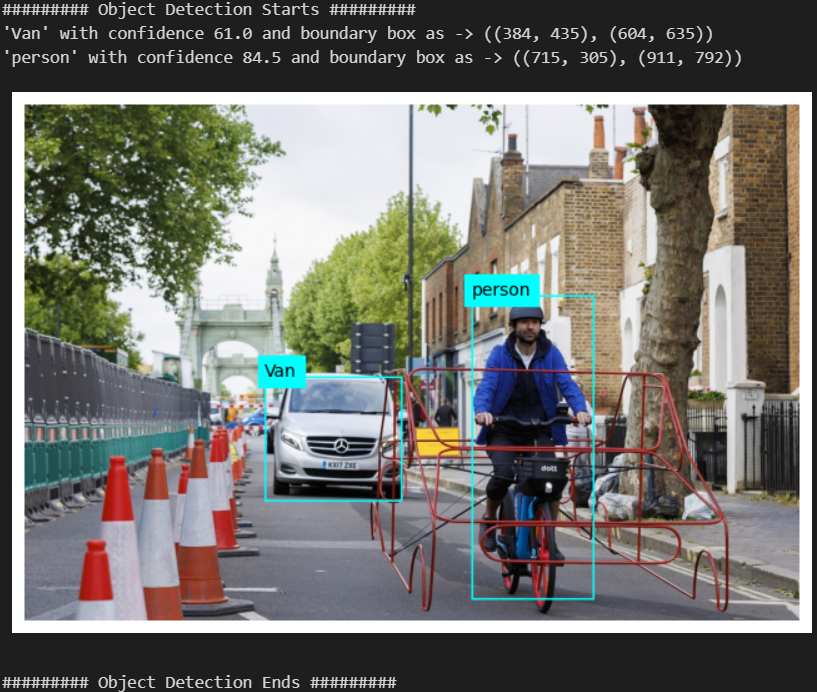 ######### Object Detection Starts #########
'Van' with confidence 61.0 and boundary box as -> ((384, 435), (604, 635))
'person' with confidence 84.5 and boundary box as -> ((715, 305), (911, 792))
person
Van
KX17 ZXE
dott
######### Object Detection Ends #########